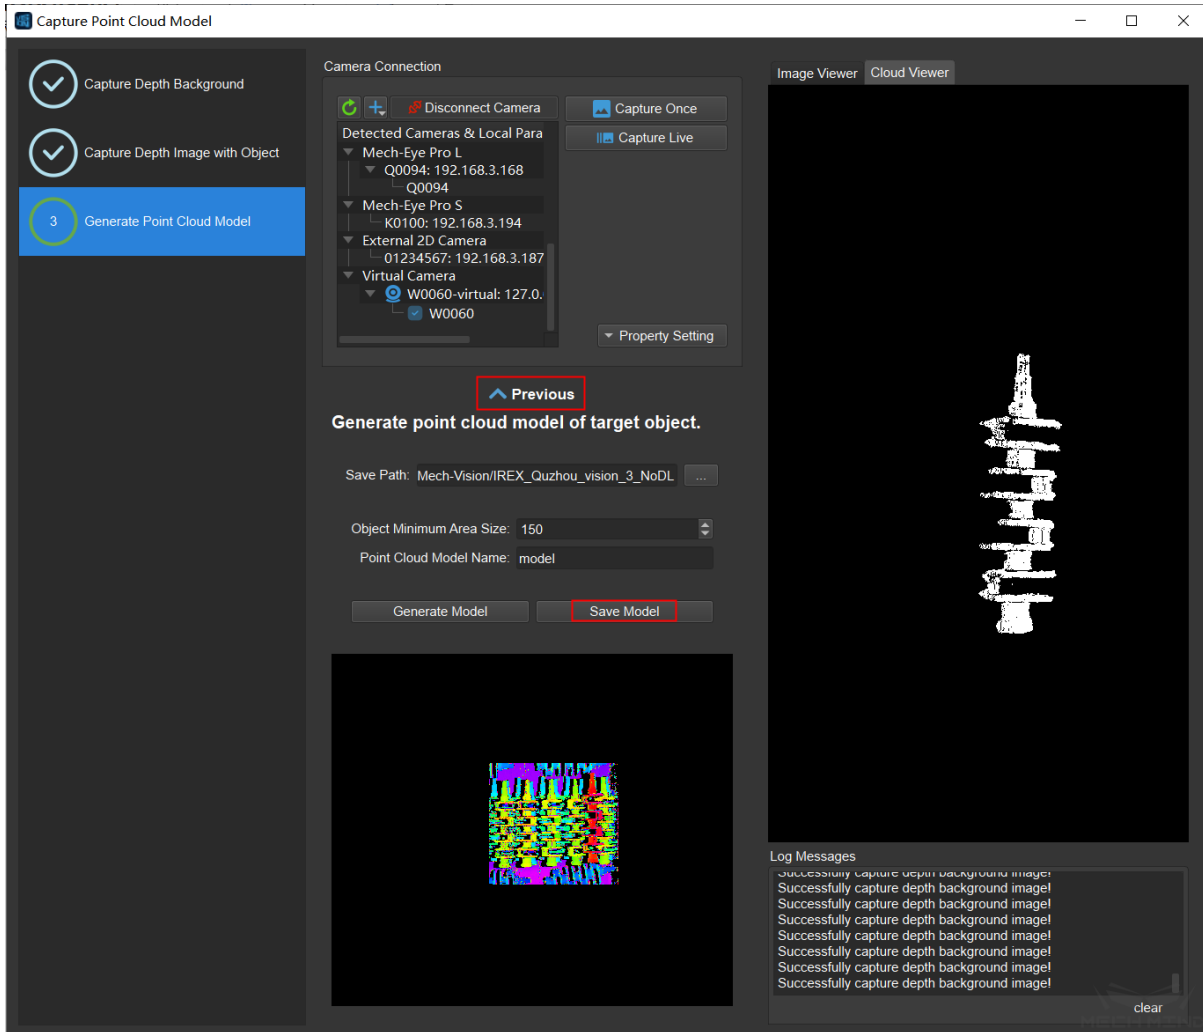 Capture Point Cloud Model
Capture Depth Background
Capture Depth Image with Object
3
Generate Point Cloud Model
Camera Connection
Disconnect Camera
Capture Once
Capture Live
Detected Cameras & Local Para
Mech-Eye Pro L
Q0094: 192.168.3.168
Q0094
Mech-Eye Pro S
K0100: 192.168.3.194
External 2D Camera
01234567: 192.168.3.187
Virtual Camera
W0060-virtual: 127.0.
W0060
Property Setting
Previous
Generate point cloud model of target object.
Save Path: Mech-Vision/IREX_Quzhou_vision_3_NoDL ...
Object Minimum Area Size: 150
Point Cloud Model Name: model
Generate Model
Save Model
Image Viewer
Cloud Viewer
Log Messages
Successfully capture depth background image!
Successfully capture depth background image!
Successfully capture depth background image!
Successfully capture depth background image!
Successfully capture depth background image!
Successfully capture depth background image!
Successfully capture depth background image!
Successfully capture depth background image!
clear